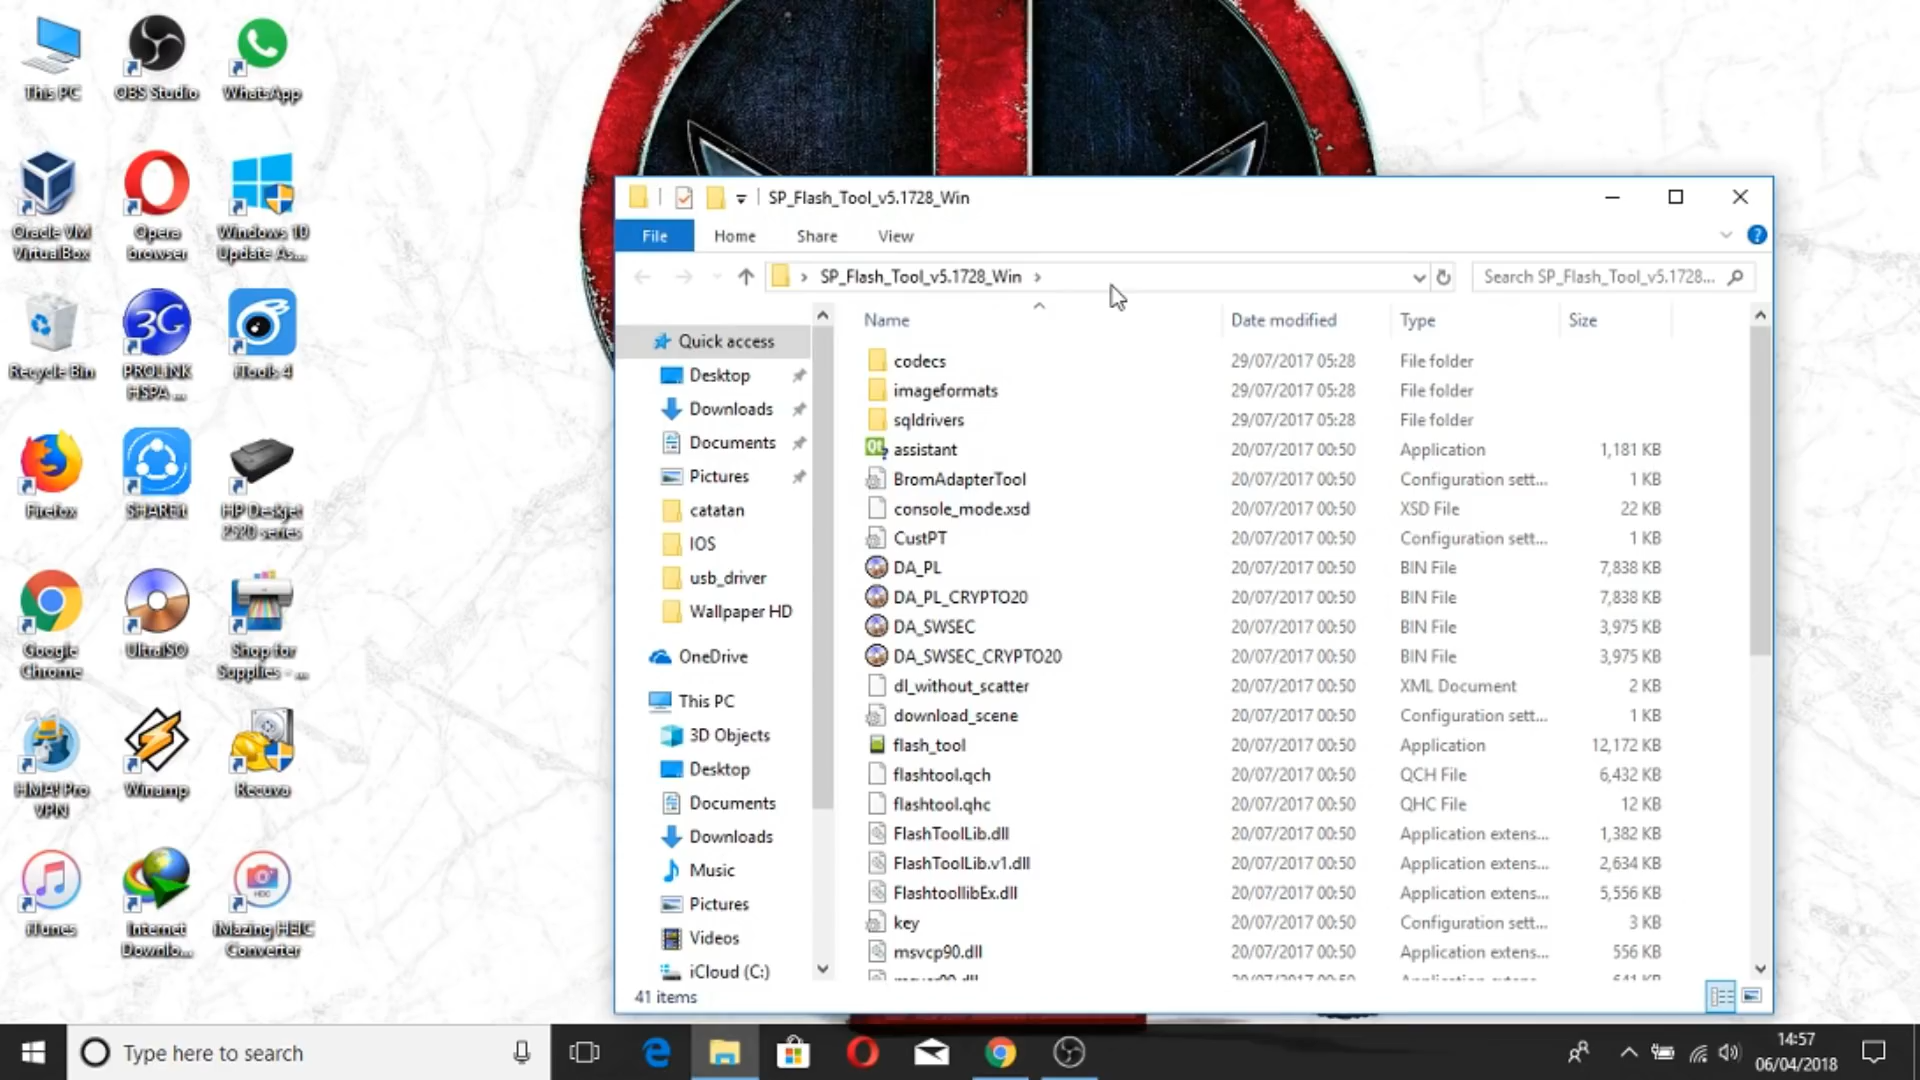 This PC
OBS Studio
WhatsApp
Oracle VM
VirtualBox
Opera
browser
Windows 10
Update As...
Recycle Bin
PROLINK
HSPA ...
iTools 4
Firefox
SHAREit
HP Deskjet
2520 series
Google
Chrome
UltraISO
Shop for
Supplies - ...
HMA! Pro
VPN
Winamp
Recuva
iTunes
Internet
Downlo...
iMazing HEIC
Converter
SP_Flash_Tool_v5.1728_Win
File
Home
Share
View
SP_Flash_Tool_v5.1728_Win
Search SP_Flash_Tool_v5.1728...
Quick access
Desktop
Downloads
Documents
Pictures
catatan
IOS
usb_driver
Wallpaper HD
OneDrive
This PC
3D Objects
Desktop
Documents
Downloads
Music
Pictures
Videos
iCloud (C:)
Name Date modified Type Size
codecs 29/07/2017 05:28 File folder
imageformats 29/07/2017 05:28 File folder
sqldrivers 29/07/2017 05:28 File folder
assistant 20/07/2017 00:50 Application 1,181 KB
BromAdapterTool 20/07/2017 00:50 Configuration sett... 1 KB
console_mode.xsd 20/07/2017 00:50 XSD File 22 KB
CustPT 20/07/2017 00:50 Configuration sett... 1 KB
DA_PL 20/07/2017 00:50 BIN File 7,838 KB
DA_PL_CRYPTO20 20/07/2017 00:50 BIN File 7,838 KB
DA_SWSEC 20/07/2017 00:50 BIN File 3,975 KB
DA_SWSEC_CRYPTO20 20/07/2017 00:50 BIN File 3,975 KB
dl_without_scatter 20/07/2017 00:50 XML Document 2 KB
download_scene 20/07/2017 00:50 Configuration sett... 1 KB
flash_tool 20/07/2017 00:50 Application 12,172 KB
flashtool.qch 20/07/2017 00:50 QCH File 6,432 KB
flashtool.qhc 20/07/2017 00:50 QHC File 12 KB
FlashToolLib.dll 20/07/2017 00:50 Application extens... 1,382 KB
FlashToolLib.v1.dll 20/07/2017 00:50 Application extens... 2,634 KB
FlashtoollibEx.dll 20/07/2017 00:50 Application extens... 5,556 KB
key 20/07/2017 00:50 Configuration sett... 3 KB
msvcp90.dll 20/07/2017 00:50 Application extens... 556 KB
41 items
Type here to search
14:57
06/04/2018